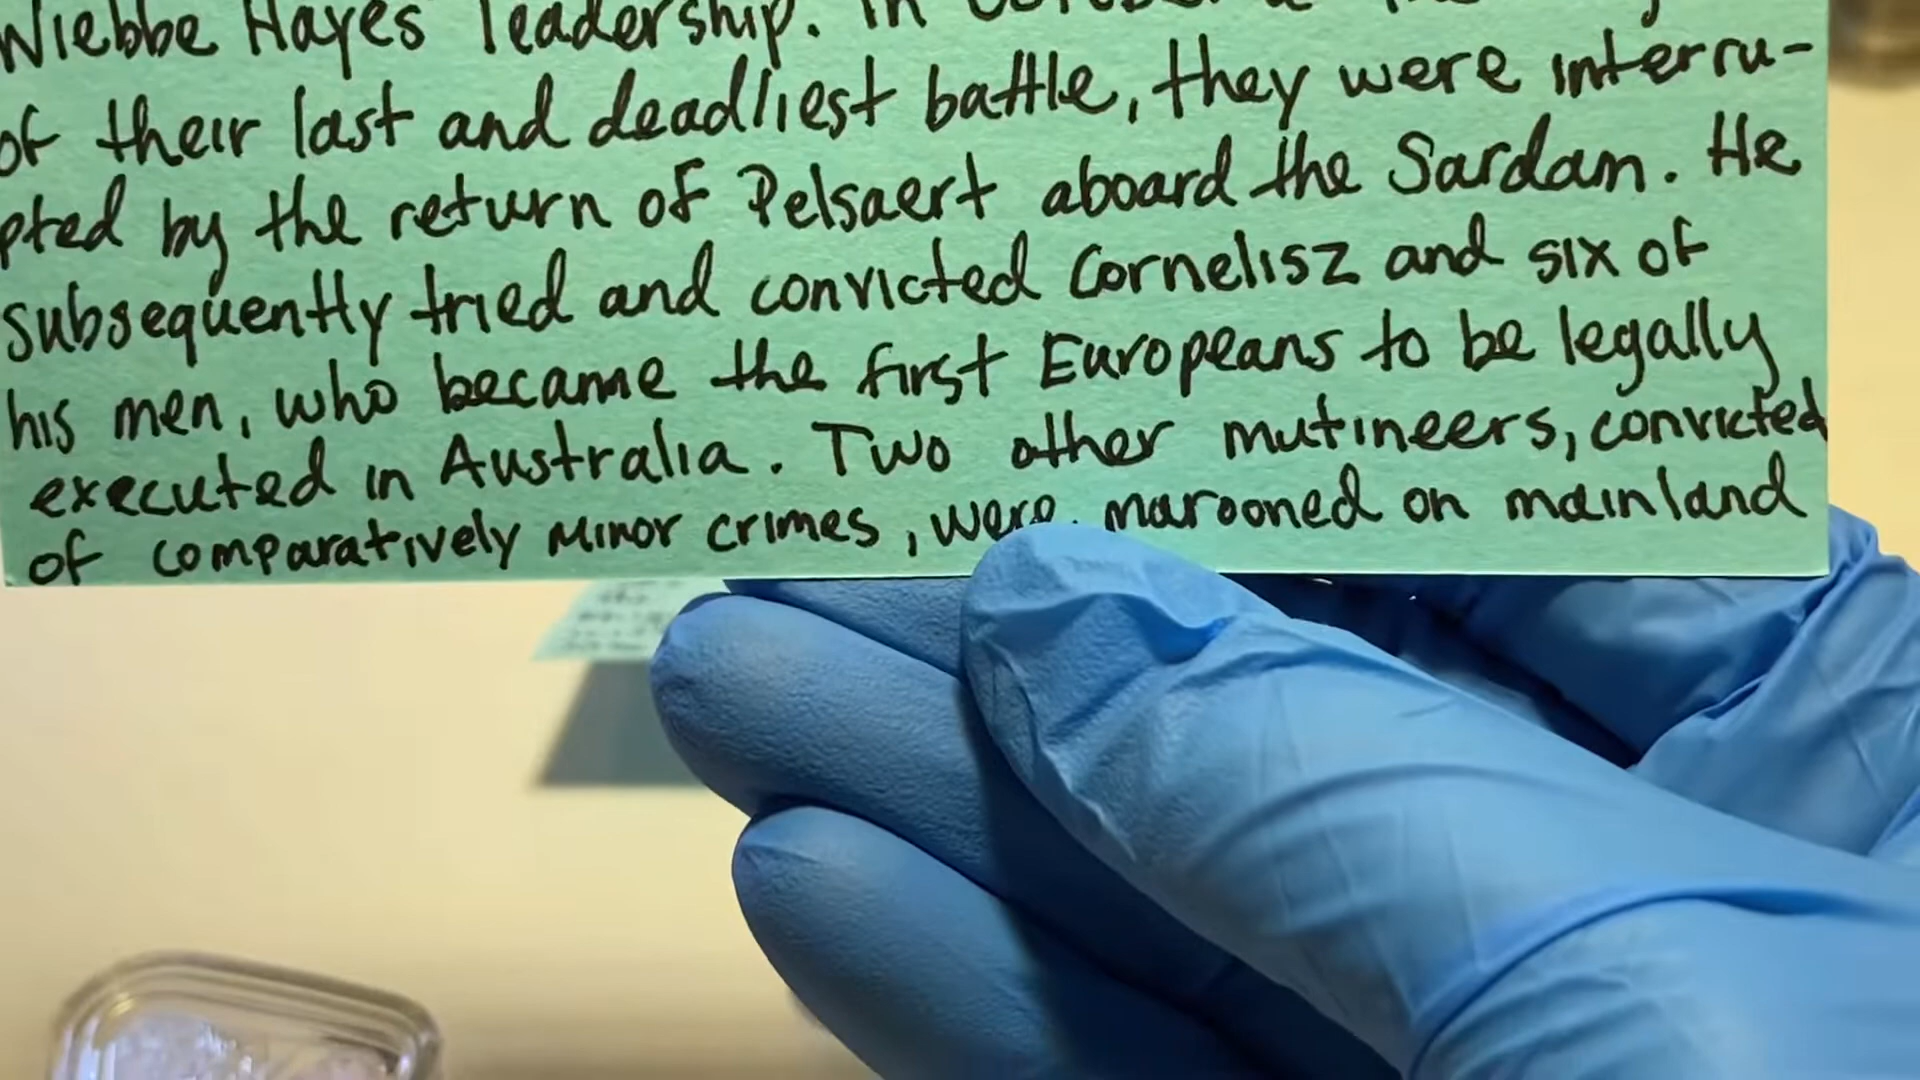 Wiebbe Hayes' leadership. In
of their last and deadliest battle, they were interru-
pted by the return of Pelsaert aboard the Sardam. He
subsequently tried and convicted Cornelisz and six of
his men, who became the first Europeans to be legally
executed in Australia. Two other mutineers, convicted
of comparatively minor crimes, were marooned on mainland